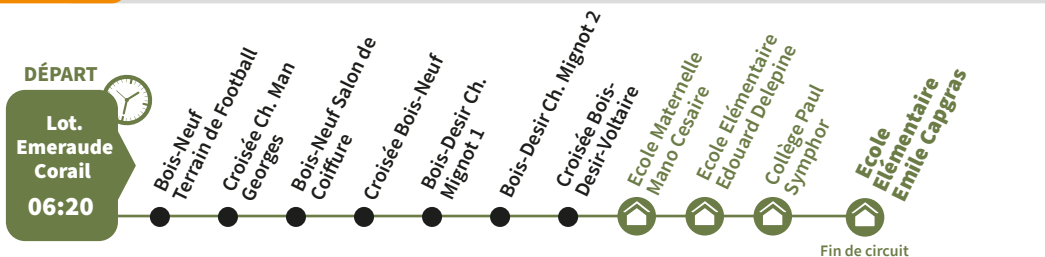 DÉPART
Lot.
Emeraude
Corail
06:20
Bois-Neuf
Terrain de Football
Croisée Ch. Man
Georges
Bois-Neuf Salon de
Coiffure
Croisée Bois-Neuf
Bois-Desir Ch.
Mignot 1
Bois-Desir Ch. Mignot 2
Croisée Bois-
Desir-Voltaire
Ecole Maternelle
Mano Cesaire
Ecole Elémentaire
Edouard Delepine
Collège Paul
Symphor
Ecole
Elémentaire
Emile Capgras
Fin de circuit